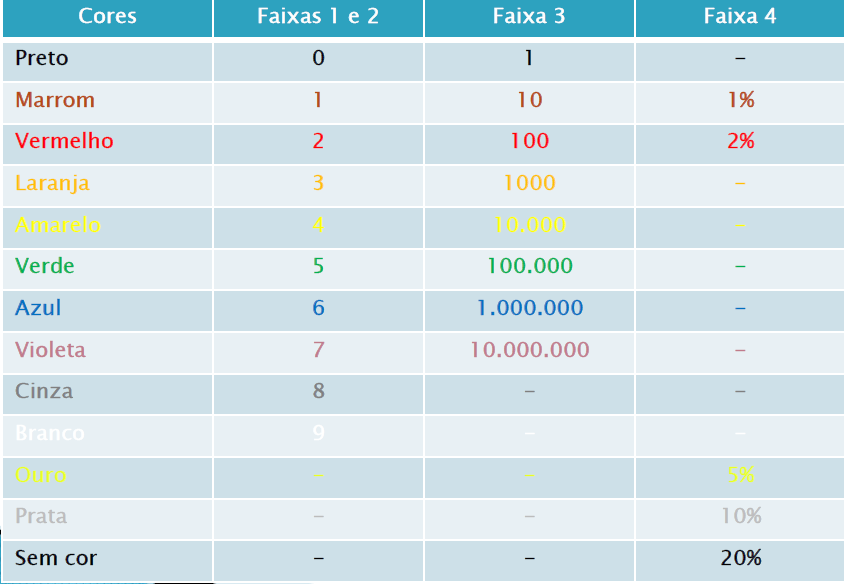 Cores Faixas 1 e 2 Faixa 3 Faixa 4
Preto 0 1 -
Marrom 1 10 1%
Vermelho 2 100 2%
Laranja 3 1000 -
Amarelo 4 10.000 -
Verde 5 100.000 -
Azul 6 1.000.000 -
Violeta 7 10.000.000 -
Cinza 8 - -
Branco 9 - -
Ouro - - 5%
Prata - - 10%
Sem cor - - 20%